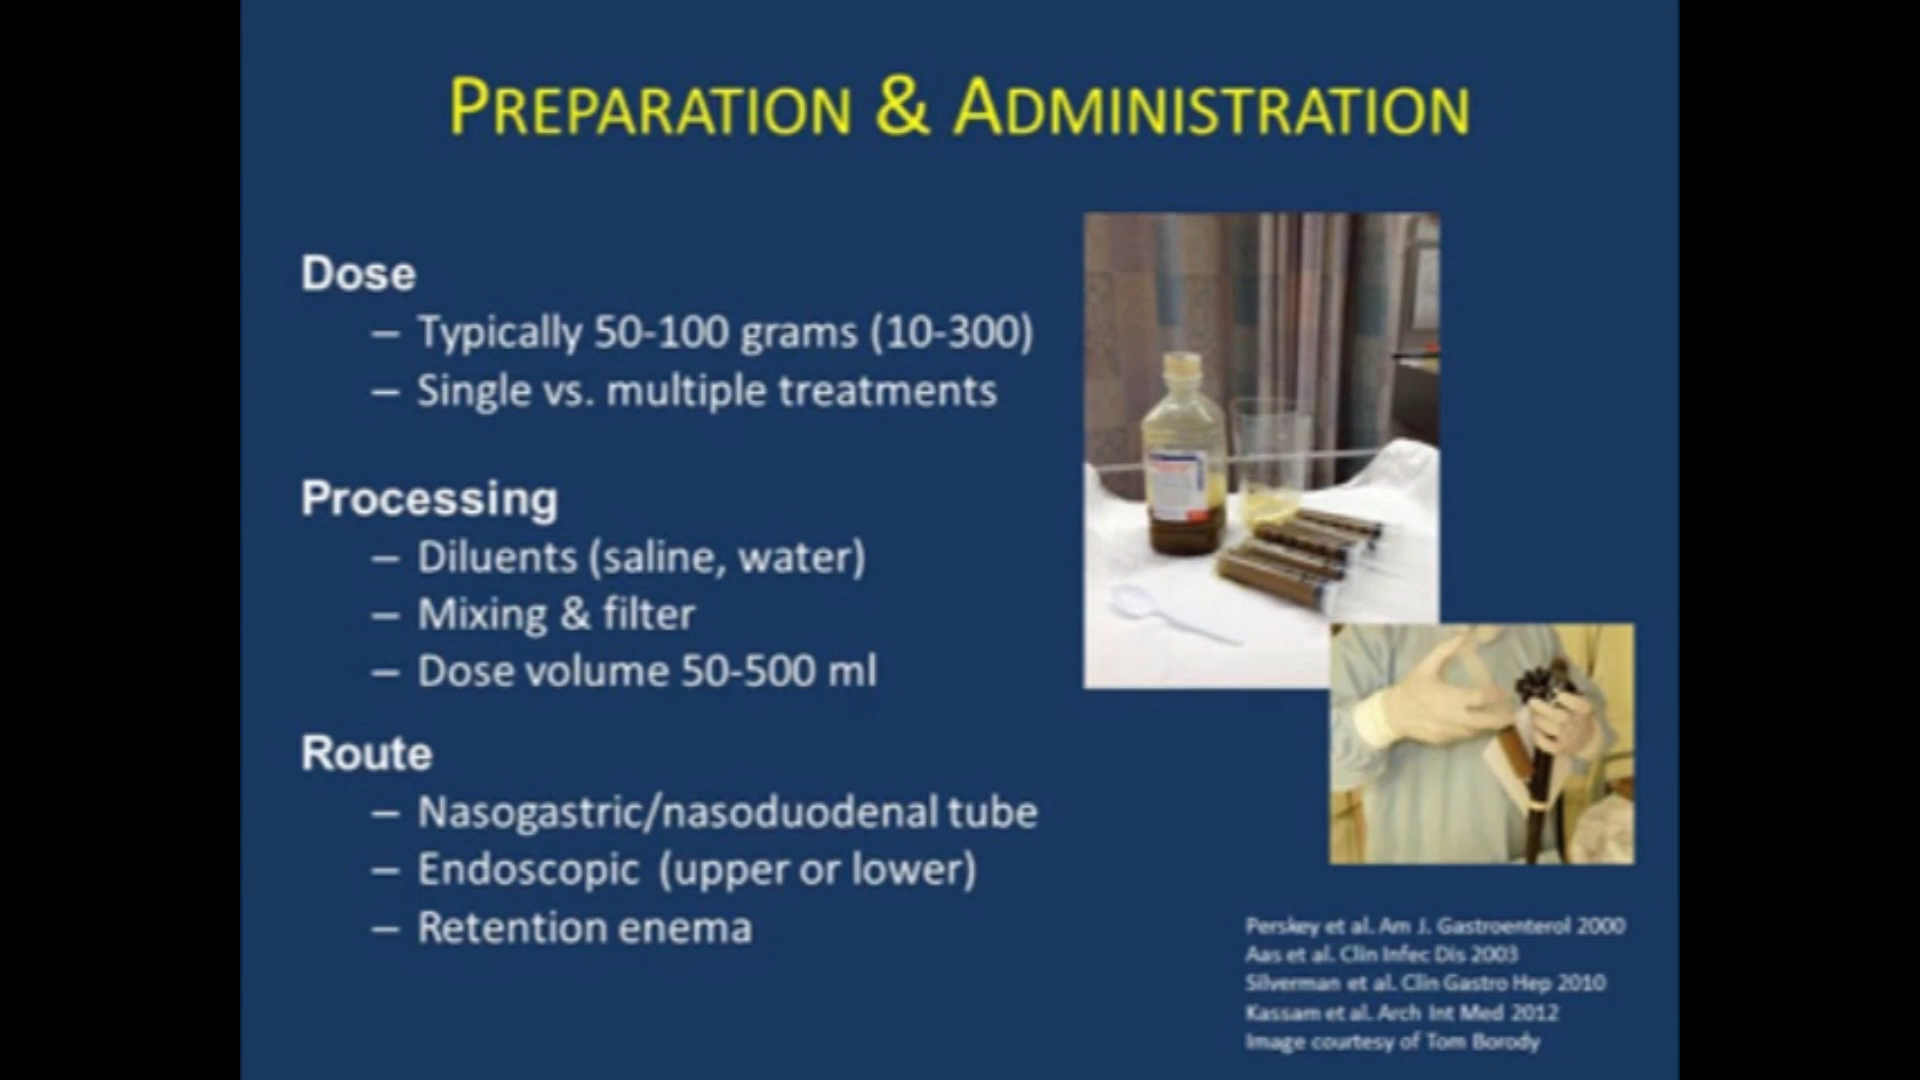 PREPARATION & ADMINISTRATION
Dose
– Typically 50-100 grams (10-300)
– Single vs. multiple treatments
Processing
– Diluents (saline, water)
– Mixing & filter
– Dose volume 50-500 ml
Route
– Nasogastric/nasoduodenal tube
– Endoscopic (upper or lower)
– Retention enema
Perskey et al. Am J. Gastroenterol 2000
Aas et al. Clin Infec Dis 2003
Silverman et al. Clin Gastro Hep 2010
Kassam et al. Arch Int Med 2012
Image courtesy of Tom Borody